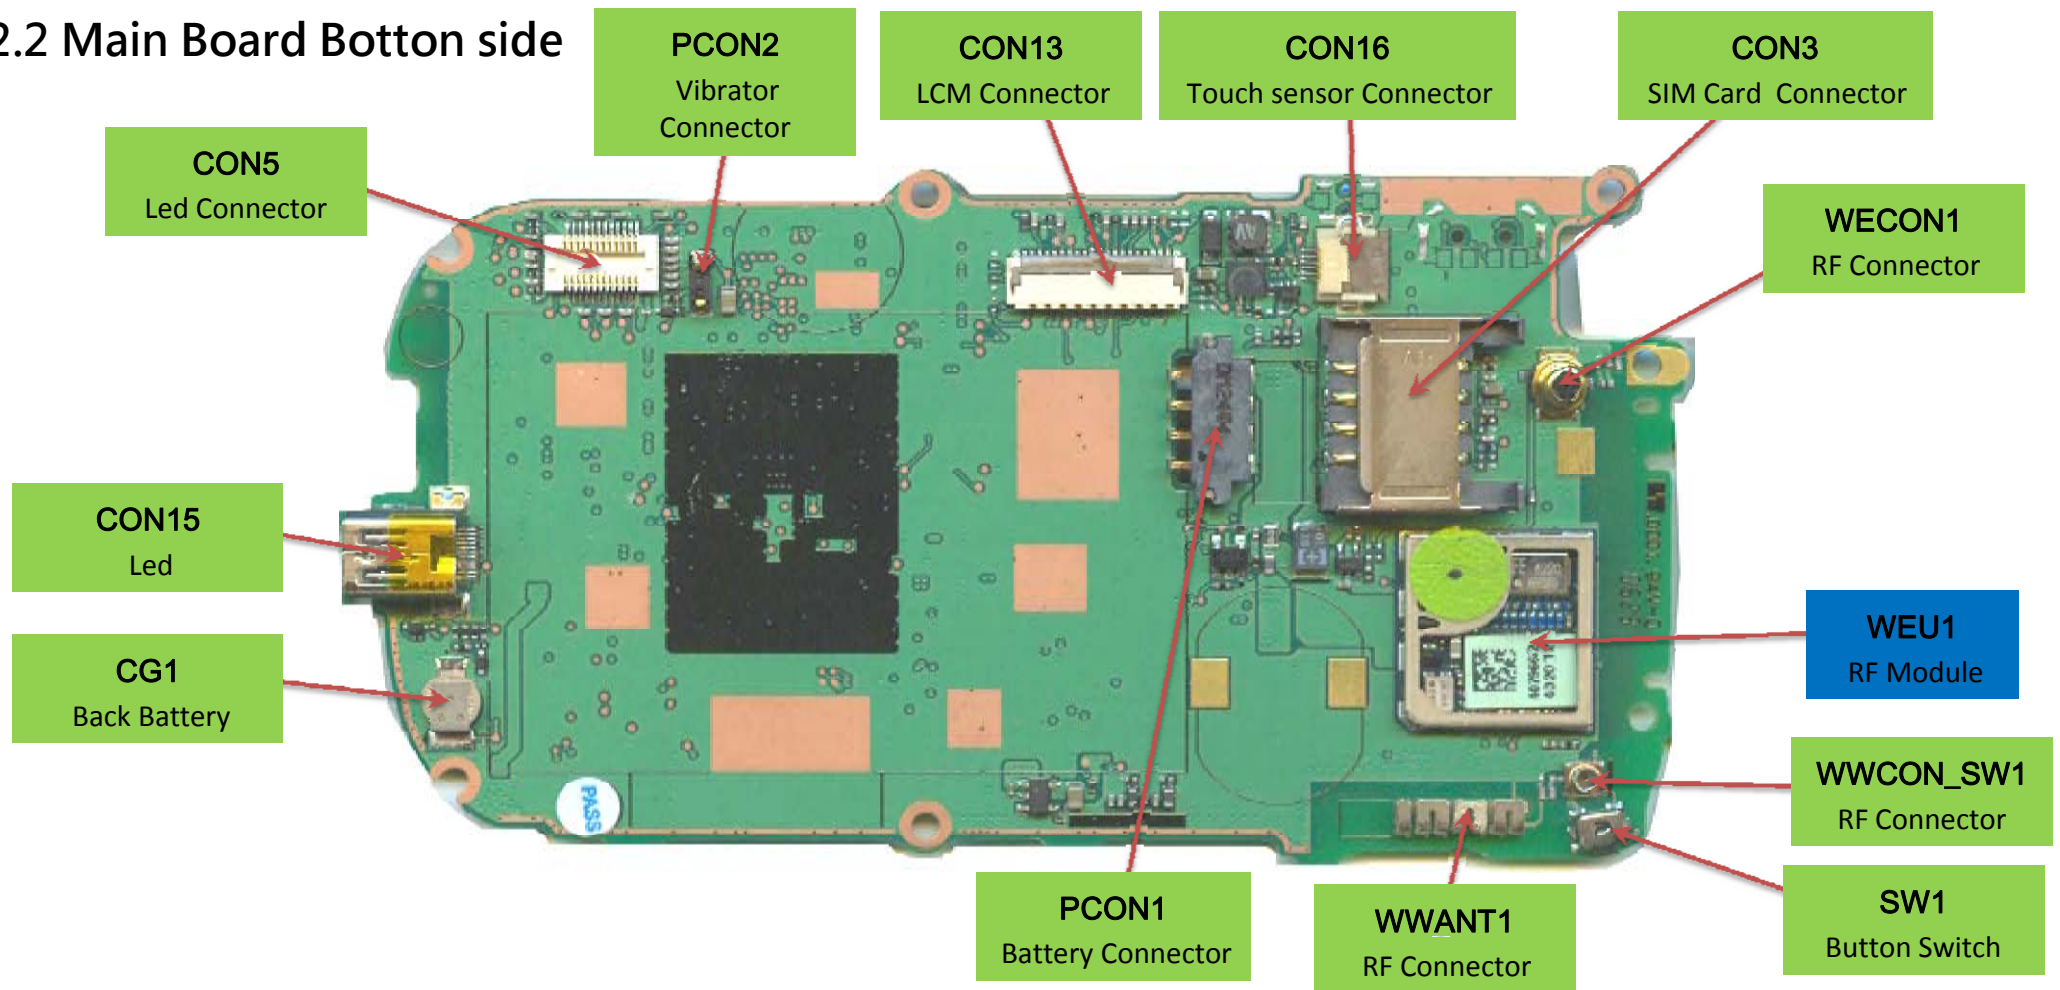 2.2 Main Board Botton side
PCON2
Vibrator
Connector
CON13
LCM Connector
CON16
Touch sensor Connector
CON3
SIM Card  Connector
CON5
Led Connector
WECON1
RF Connector
CON15
Led
WEU1
RF Module
CG1
Back Battery
PASS
WWCON_SW1
RF Connector
PCON1
Battery Connector
WWANT1
RF Connector
SW1
Button Switch